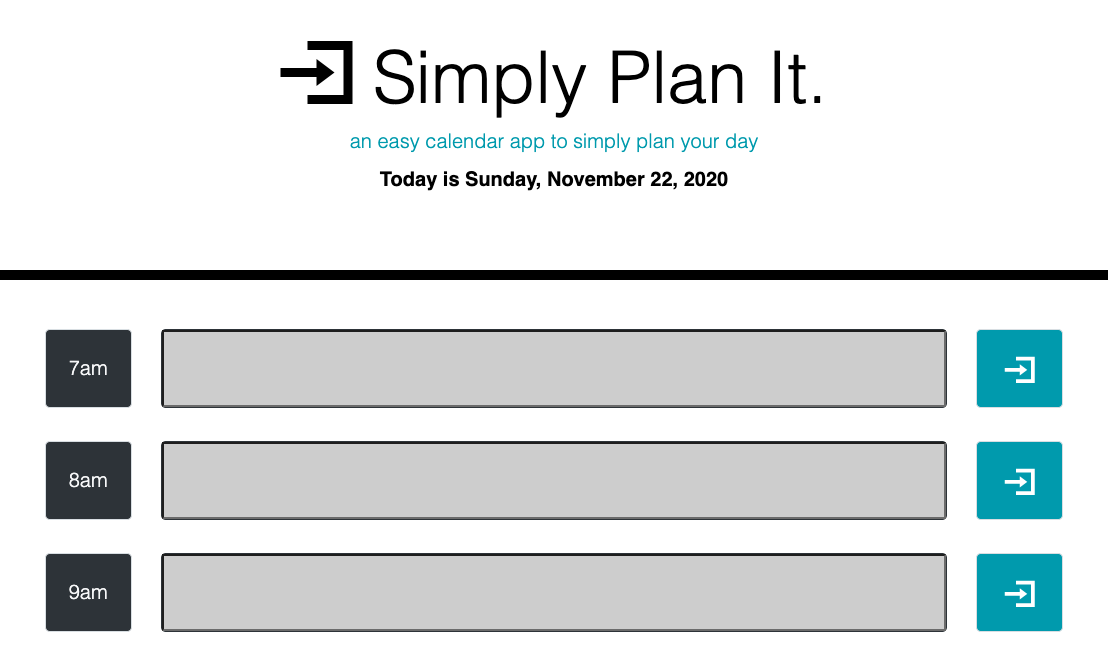 Simply Plan It.
an easy calendar app to simply plan your day
Today is Sunday, November 22, 2020
7am
8am
9am